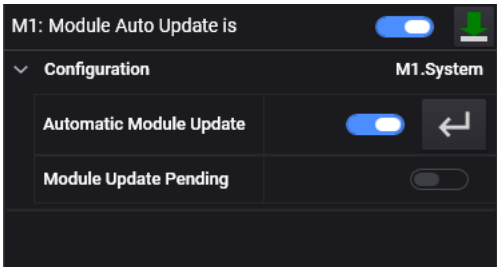 M1: Module Auto Update is
Configuration M1.System
Automatic Module Update
Module Update Pending